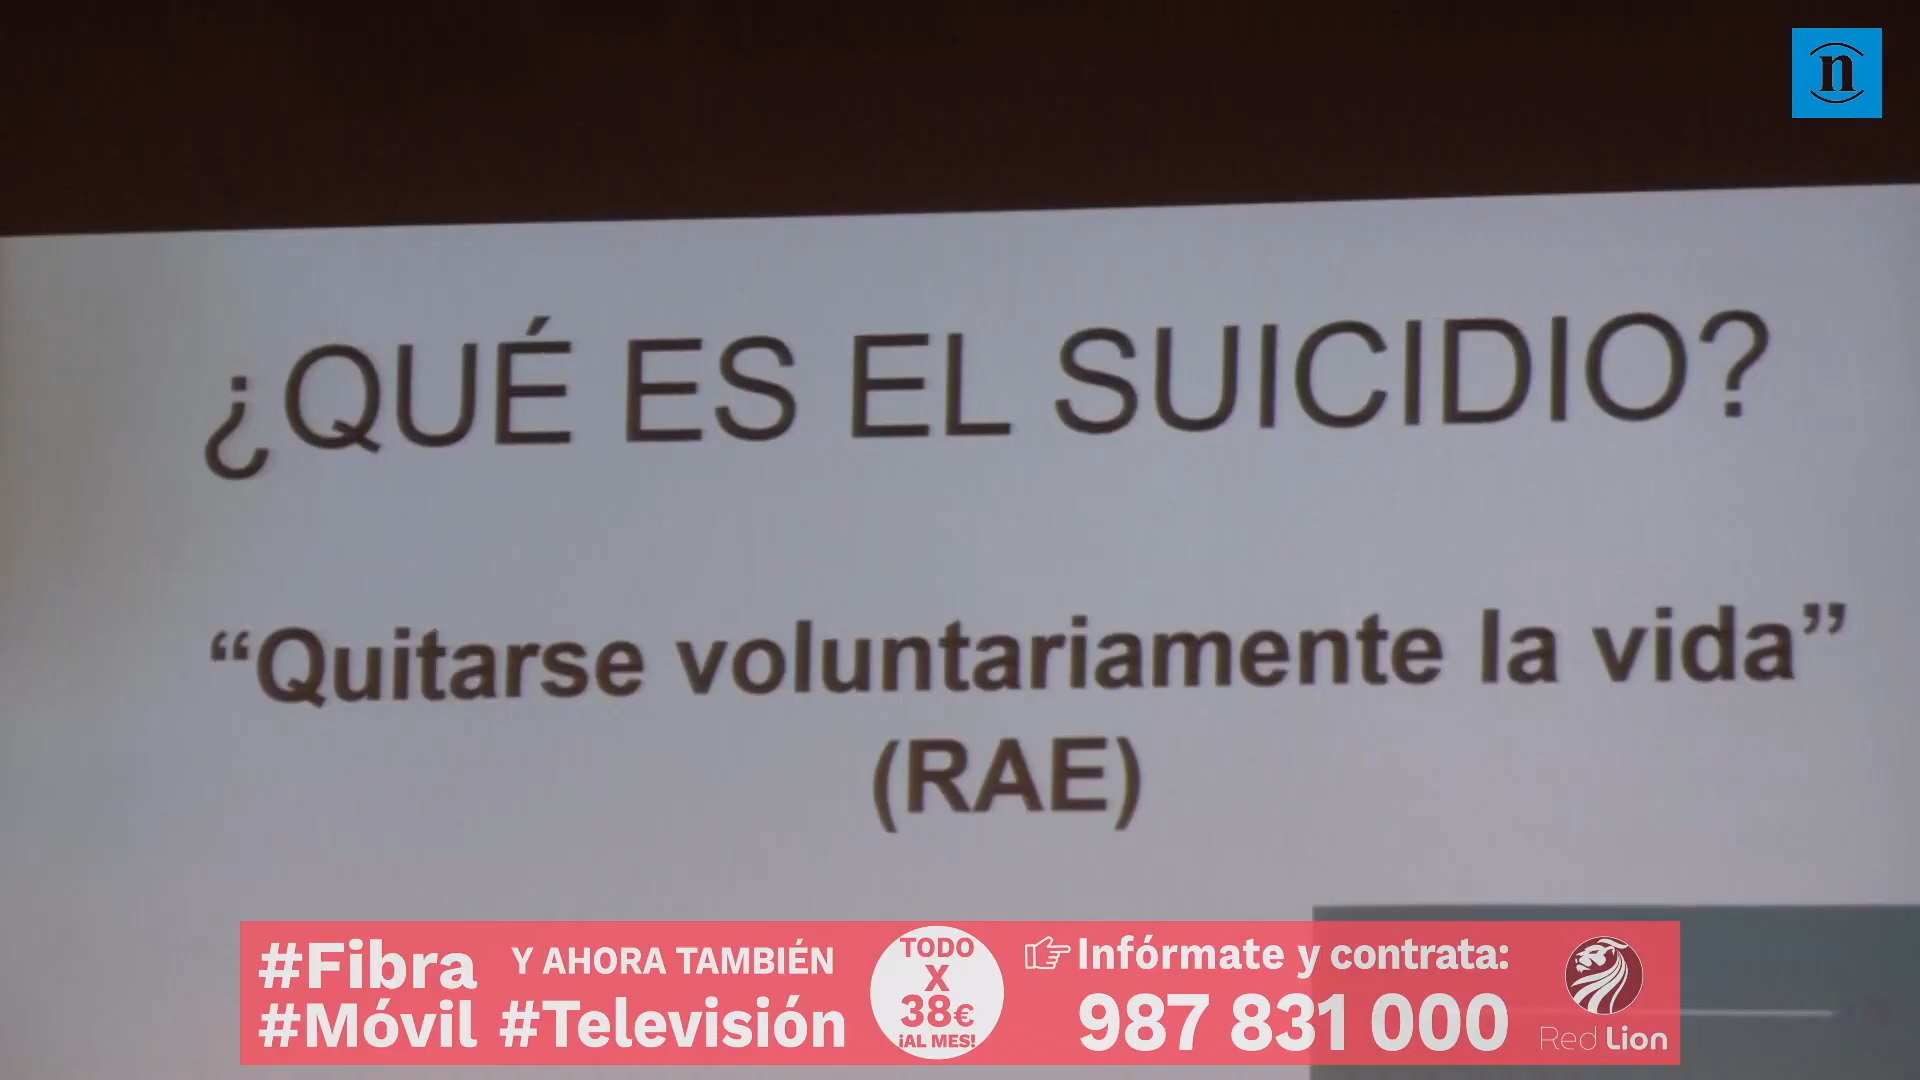 n
¿QUÉ ES EL SUICIDIO?
“Quitarse voluntariamente la vida”
(RAE)
#Fibra Y AHORA TAMBIÉN
#Móvil #Televisión
TODO
X
38€
¡AL MES!
Infórmate y contrata:
987 831 000
Red Lion